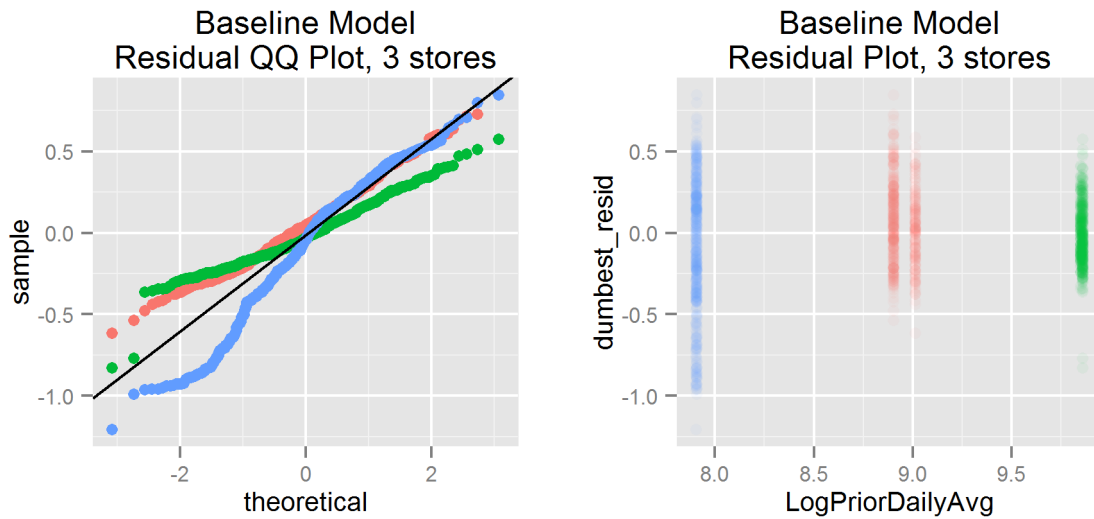 Baseline Model
Residual QQ Plot, 3 stores
sample
0.5
0.0
-0.5
-1.0
-2
0
2
theoretical
Baseline Model
Residual Plot, 3 stores
dumbest_resid
0.5
0.0
-0.5
-1.0
8.0
8.5
9.0
9.5
LogPriorDailyAvg